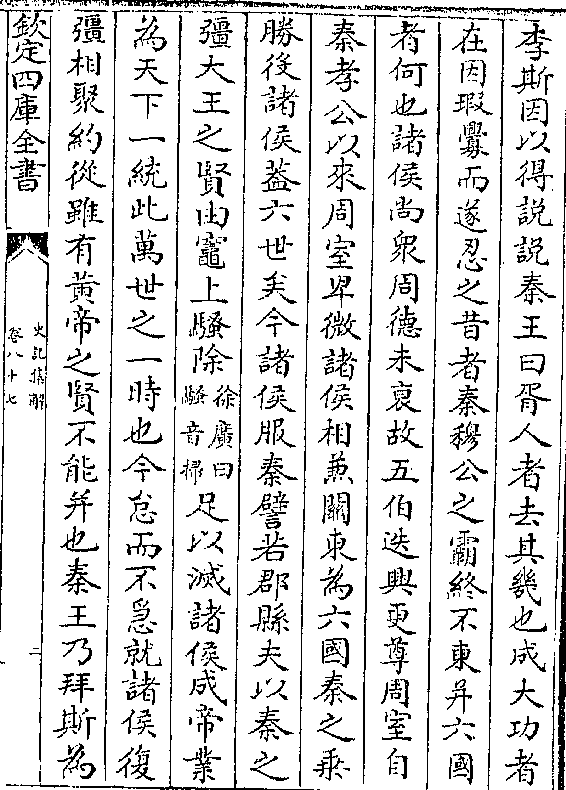 李斯因以得説説秦王曰胥人者去其幾也成大功者
在因瑕釁而遂忍之昔者秦穆公之霸終不東并六國
者何也諸侯尚衆周德未衰故五伯迭興更尊周室自
秦孝公以來周室卑微諸侯相兼關東為六國秦之乗
勝役諸侯蓋六世矣今諸侯服秦譬若郡縣夫以秦之
彊大王之賢由竈上騷除徐廣曰騷音掃足以滅諸侯成帝業
為天下一統此萬世之一時也今怠而不急就諸侯復
彊相聚約從雖有黄帝之賢不能并也秦王乃拜斯為
欽定四庫全書
史記集解
卷八十七
二